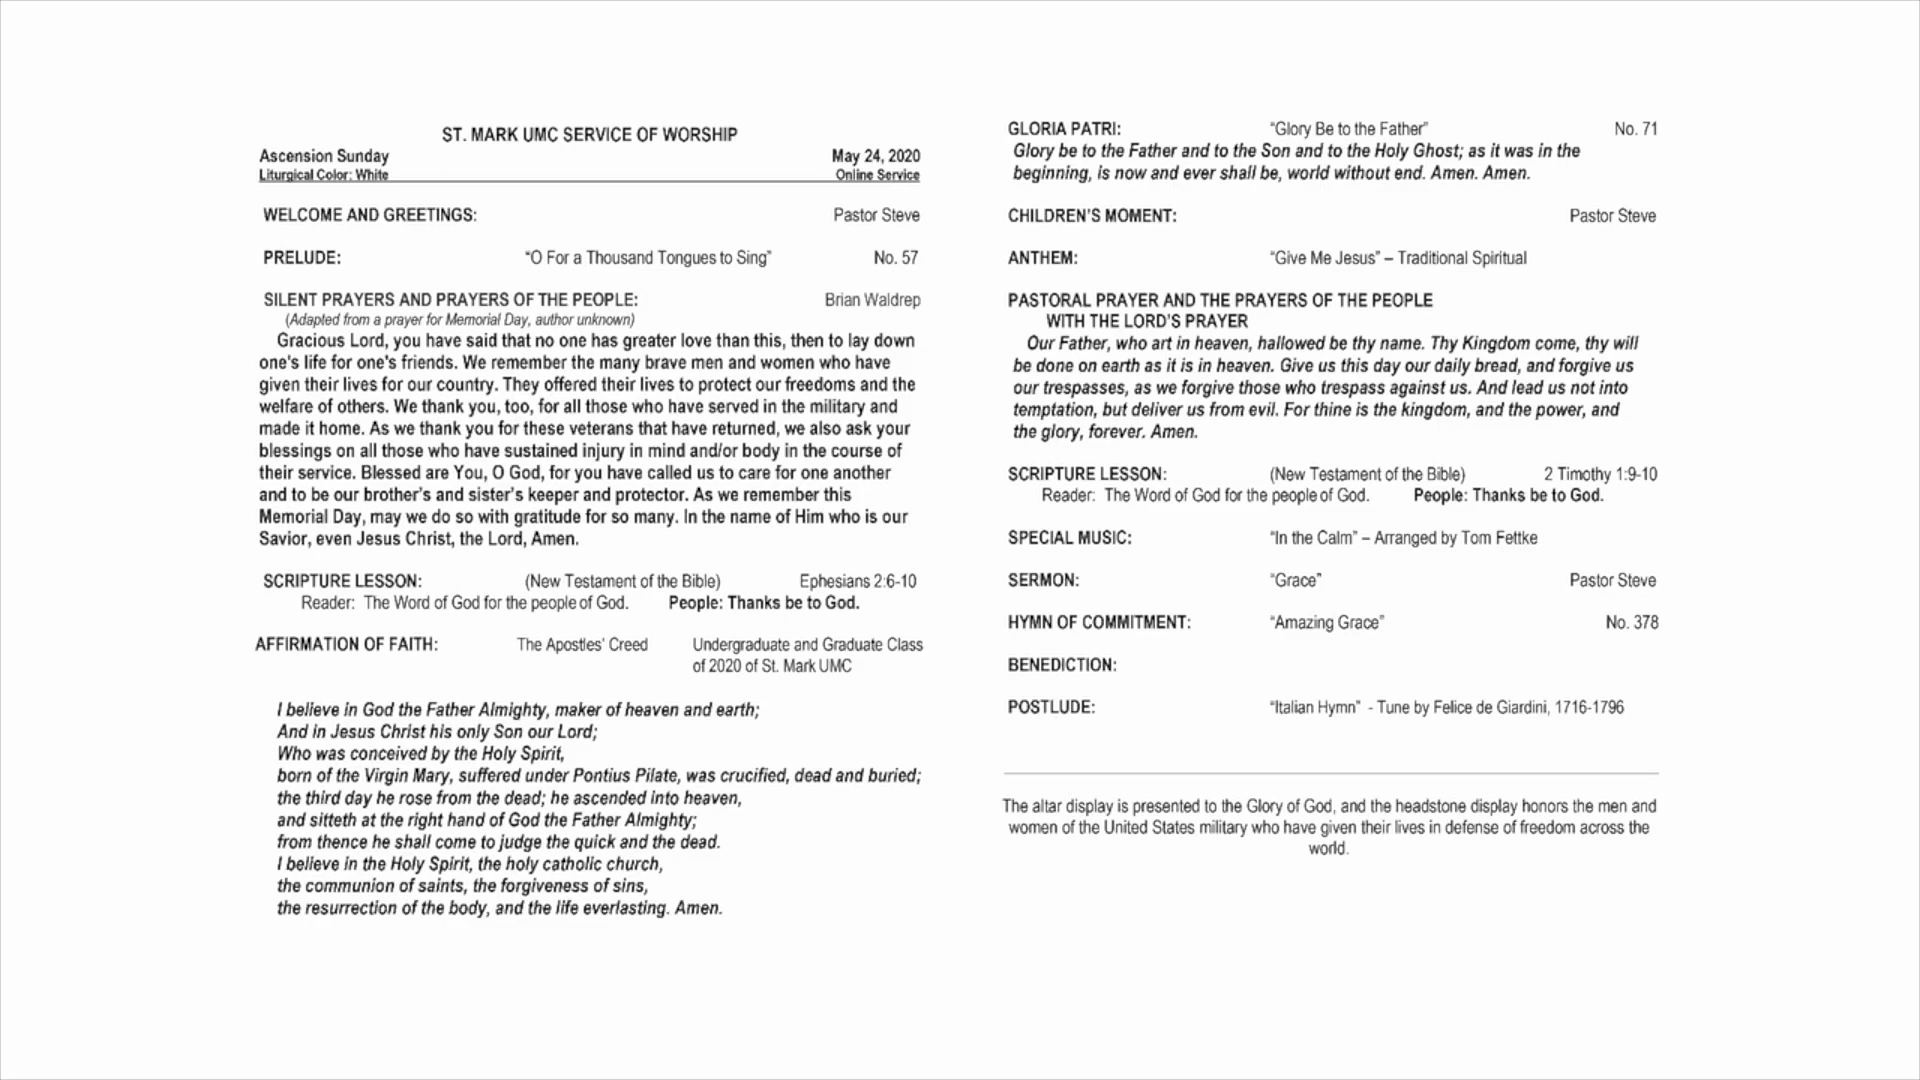 ST. MARK UMC SERVICE OF WORSHIP
Ascension Sunday May 24, 2020
Liturgical Color: White Online Service
WELCOME AND GREETINGS: Pastor Steve
PRELUDE: “O For a Thousand Tongues to Sing” No. 57
SILENT PRAYERS AND PRAYERS OF THE PEOPLE: Brian Waldrep
(Adapted from a prayer for Memorial Day, author unknown)
Gracious Lord, you have said that no one has greater love than this, then to lay down
one's life for one's friends. We remember the many brave men and women who have
given their lives for our country. They offered their lives to protect our freedoms and the
welfare of others. We thank you, too, for all those who have served in the military and
made it home. As we thank you for these veterans that have returned, we also ask your
blessings on all those who have sustained injury in mind and/or body in the course of
their service. Blessed are You, O God, for you have called us to care for one another
and to be our brother’s and sister’s keeper and protector. As we remember this
Memorial Day, may we do so with gratitude for so many. In the name of Him who is our
Savior, even Jesus Christ, the Lord, Amen.
SCRIPTURE LESSON: (New Testament of the Bible) Ephesians 2:6-10
Reader: The Word of God for the people of God. People: Thanks be to God.
AFFIRMATION OF FAITH: The Apostles’ Creed Undergraduate and Graduate Class
of 2020 of St. Mark UMC
I believe in God the Father Almighty, maker of heaven and earth;
And in Jesus Christ his only Son our Lord;
Who was conceived by the Holy Spirit,
born of the Virgin Mary, suffered under Pontius Pilate, was crucified, dead and buried;
the third day he rose from the dead; he ascended into heaven,
and sitteth at the right hand of God the Father Almighty;
from thence he shall come to judge the quick and the dead.
I believe in the Holy Spirit, the holy catholic church,
the communion of saints, the forgiveness of sins,
the resurrection of the body, and the life everlasting. Amen.
GLORIA PATRI: “Glory Be to the Father” No. 71
Glory be to the Father and to the Son and to the Holy Ghost; as it was in the
beginning, is now and ever shall be, world without end. Amen. Amen.
CHILDREN’S MOMENT: Pastor Steve
ANTHEM: “Give Me Jesus” – Traditional Spiritual
PASTORAL PRAYER AND THE PRAYERS OF THE PEOPLE
WITH THE LORD’S PRAYER
Our Father, who art in heaven, hallowed be thy name. Thy Kingdom come, thy will
be done on earth as it is in heaven. Give us this day our daily bread, and forgive us
our trespasses, as we forgive those who trespass against us. And lead us not into
temptation, but deliver us from evil. For thine is the kingdom, and the power, and
the glory, forever. Amen.
SCRIPTURE LESSON: (New Testament of the Bible) 2 Timothy 1:9-10
Reader: The Word of God for the people of God. People: Thanks be to God.
SPECIAL MUSIC: “In the Calm” – Arranged by Tom Fettke
SERMON: “Grace” Pastor Steve
HYMN OF COMMITMENT: “Amazing Grace” No. 378
BENEDICTION:
POSTLUDE: “Italian Hymn” - Tune by Felice de Giardini, 1716-1796
The altar display is presented to the Glory of God, and the headstone display honors the men and
women of the United States military who have given their lives in defense of freedom across the
world.